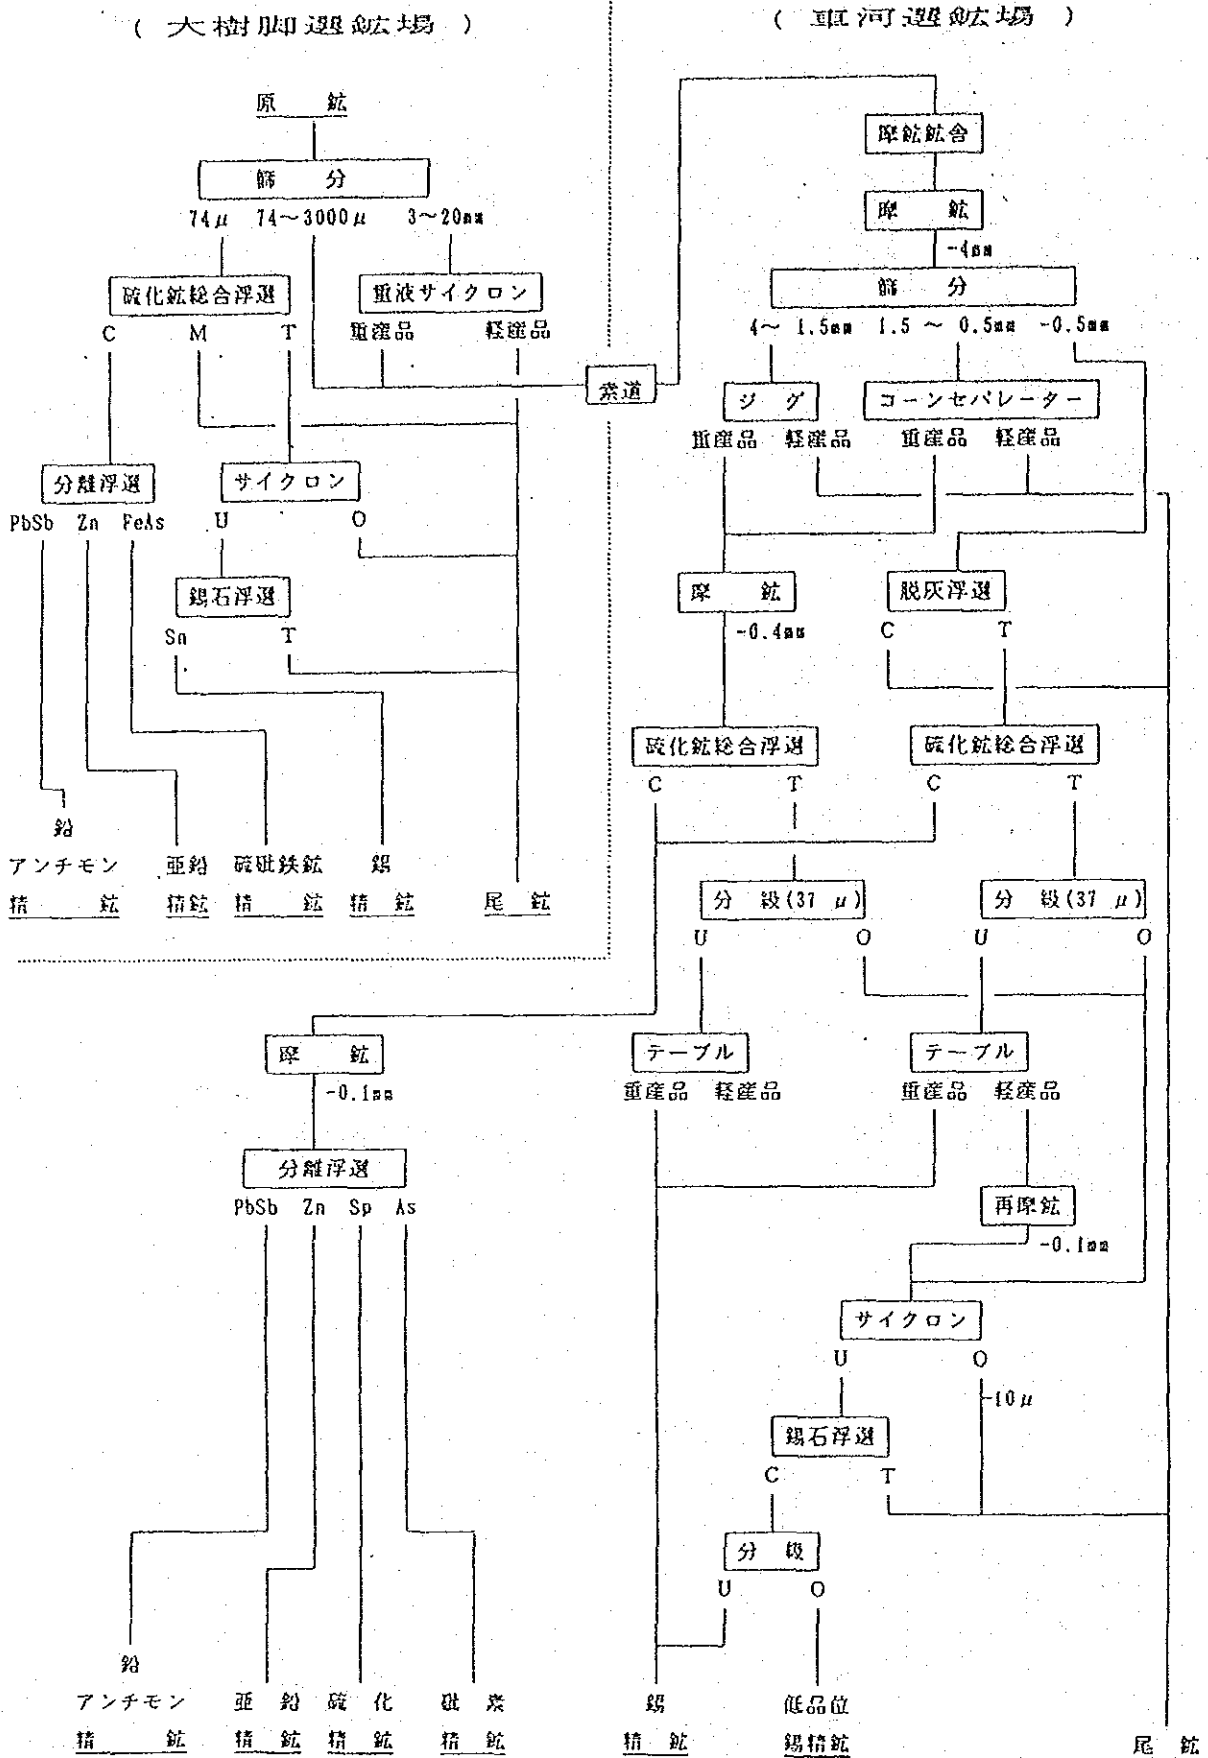 (大樹脚選鉱場)
原 鉱
篩 分
74μ 74～3000μ 3～20mm
硫化鉱総合浮選
重液サイクロン
C M T
重産品 軽産品
索道
分離浮選
サイクロン
PbSb Zn FeAs
U O
錫石浮選
Sn T
鉛
アンチモン 亜鉛 硫砒鉄鉱 錫
精 鉱 精鉱 精 鉱 精 鉱 尾 鉱
(車河選鉱場)
摩鉱鉱舎
摩 鉱
-4mm
篩 分
4～ 1.5mm 1.5 ～ 0.5mm -0.5mm
ジ グ
コーンセパレーター
重産品 軽産品 重産品 軽産品
摩 鉱
脱灰浮選
-0.4mm
C T
硫化鉱総合浮選
硫化鉱総合浮選
C T C T
分 級(37 μ)
分 級(37 μ)
U O U O
摩 鉱
-0.1mm
テーブル
テーブル
重産品 軽産品 重産品 軽産品
分離浮選
PbSb Zn Sp As
再摩鉱
-0.1mm
サイクロン
U O
-10μ
錫石浮選
C T
分 級
U O
鉛
アンチモン 亜 鉛 硫 化 砒 素 錫 低品位
精 鉱 精 鉱 精 鉱 精 鉱 精 鉱 錫精鉱 尾 鉱